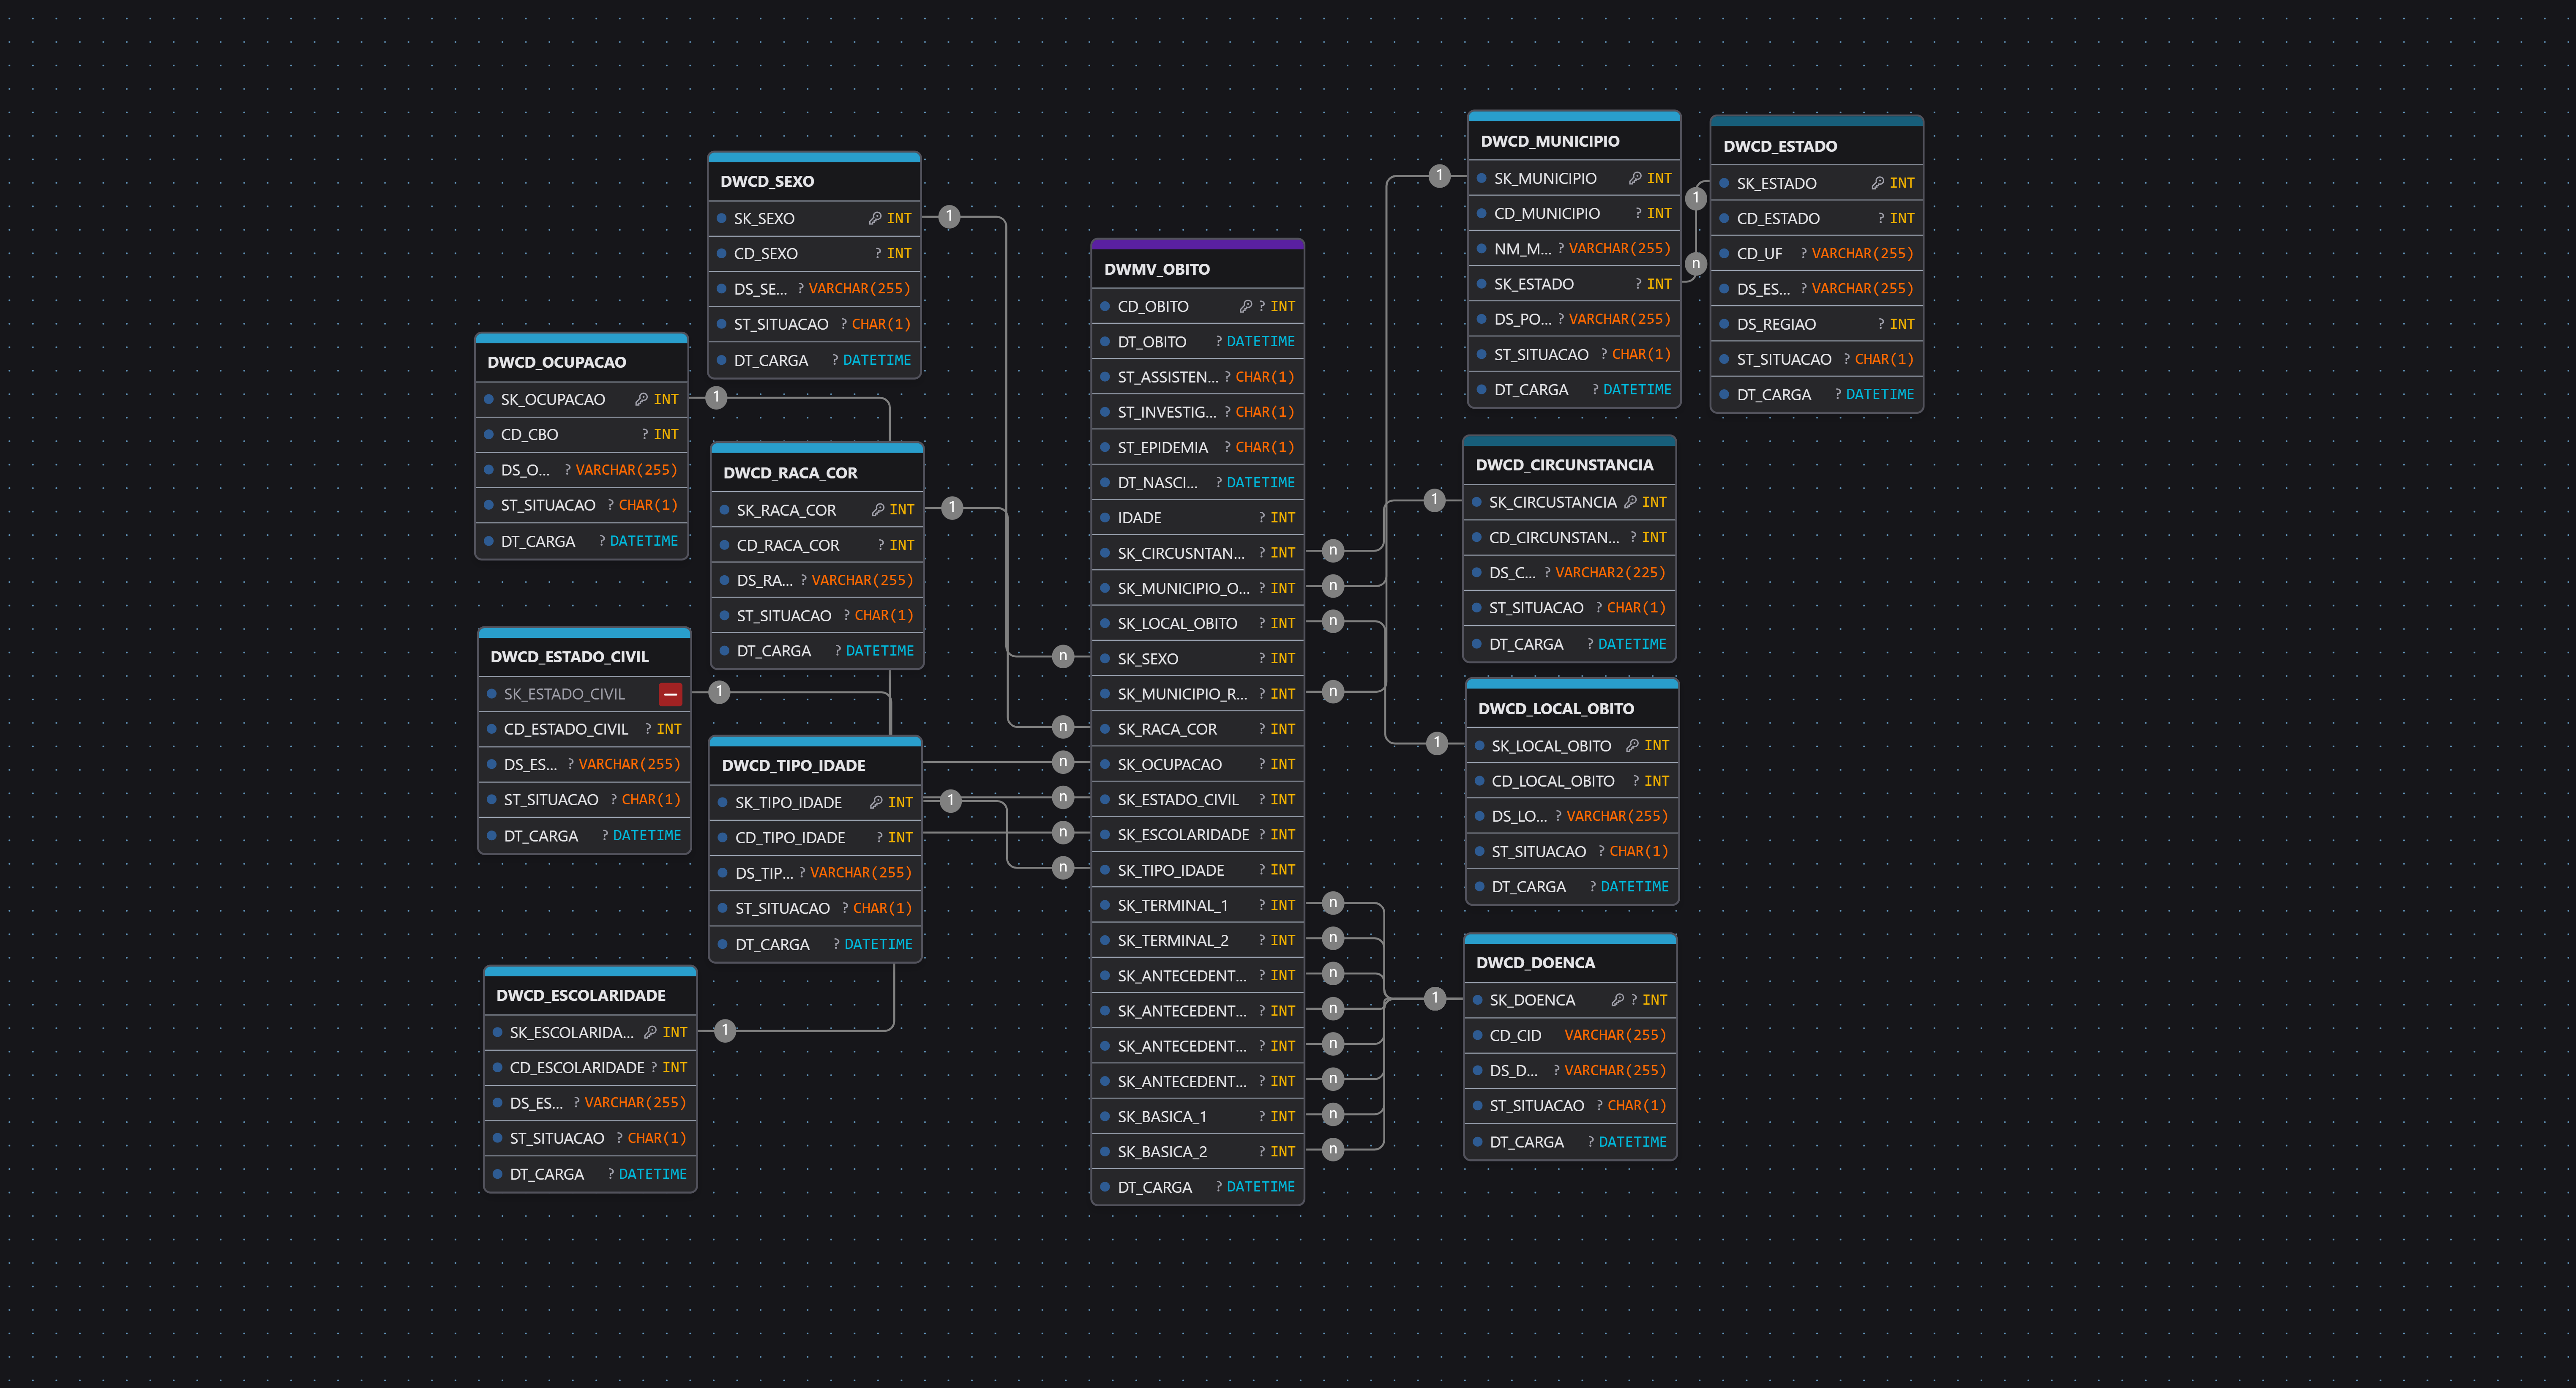 DWCD_SEXO
SK_SEXO INT
CD_SEXO ? INT
DS_SE... ? VARCHAR(255)
ST_SITUACAO ? CHAR(1)
DT_CARGA ? DATETIME
1
DWCD_OCUPACAO
SK_OCUPACAO INT
CD_CBO ? INT
DS_O... ? VARCHAR(255)
ST_SITUACAO ? CHAR(1)
DT_CARGA ? DATETIME
1
DWCD_RACA_COR
SK_RACA_COR INT
CD_RACA_COR ? INT
DS_RA... ? VARCHAR(255)
ST_SITUACAO ? CHAR(1)
DT_CARGA ? DATETIME
1
DWCD_ESTADO_CIVIL
SK_ESTADO_CIVIL
CD_ESTADO_CIVIL ? INT
DS_ES... ? VARCHAR(255)
ST_SITUACAO ? CHAR(1)
DT_CARGA ? DATETIME
1
DWCD_TIPO_IDADE
SK_TIPO_IDADE INT
CD_TIPO_IDADE ? INT
DS_TIP... ? VARCHAR(255)
ST_SITUACAO ? CHAR(1)
DT_CARGA ? DATETIME
1
DWCD_ESCOLARIDADE
SK_ESCOLARIDA... INT
CD_ESCOLARIDADE ? INT
DS_ES... ? VARCHAR(255)
ST_SITUACAO ? CHAR(1)
DT_CARGA ? DATETIME
1
DWMV_OBITO
CD_OBITO ? INT
DT_OBITO ? DATETIME
ST_ASSISTEN... ? CHAR(1)
ST_INVESTIG... ? CHAR(1)
ST_EPIDEMIA ? CHAR(1)
DT_NASCI... ? DATETIME
IDADE ? INT
SK_CIRCUSNTAN... ? INT n
SK_MUNICIPIO_O... ? INT n
SK_LOCAL_OBITO ? INT n
n SK_SEXO ? INT
SK_MUNICIPIO_R... ? INT n
n SK_RACA_COR ? INT
n SK_OCUPACAO ? INT
n SK_ESTADO_CIVIL ? INT
n SK_ESCOLARIDADE ? INT
n SK_TIPO_IDADE ? INT
SK_TERMINAL_1 ? INT n
SK_TERMINAL_2 ? INT n
SK_ANTECEDENT... ? INT n
SK_ANTECEDENT... ? INT n
SK_ANTECEDENT... ? INT n
SK_ANTECEDENT... ? INT n
SK_BASICA_1 ? INT n
SK_BASICA_2 ? INT n
DT_CARGA ? DATETIME
DWCD_MUNICIPIO
1 SK_MUNICIPIO INT
CD_MUNICIPIO ? INT
NM_M... ? VARCHAR(255)
SK_ESTADO ? INT
DS_PO... ? VARCHAR(255)
ST_SITUACAO ? CHAR(1)
DT_CARGA ? DATETIME
1
n
DWCD_ESTADO
SK_ESTADO INT
CD_ESTADO ? INT
CD_UF ? VARCHAR(255)
DS_ES... ? VARCHAR(255)
DS_REGIAO ? INT
ST_SITUACAO ? CHAR(1)
DT_CARGA ? DATETIME
DWCD_CIRCUNSTANCIA
1 SK_CIRCUSTANCIA INT
CD_CIRCUNSTAN... ? INT
DS_C... ? VARCHAR2(225)
ST_SITUACAO ? CHAR(1)
DT_CARGA ? DATETIME
DWCD_LOCAL_OBITO
1 SK_LOCAL_OBITO INT
CD_LOCAL_OBITO ? INT
DS_LO... ? VARCHAR(255)
ST_SITUACAO ? CHAR(1)
DT_CARGA ? DATETIME
DWCD_DOENCA
1 SK_DOENCA ? INT
CD_CID VARCHAR(255)
DS_D... ? VARCHAR(255)
ST_SITUACAO ? CHAR(1)
DT_CARGA ? DATETIME